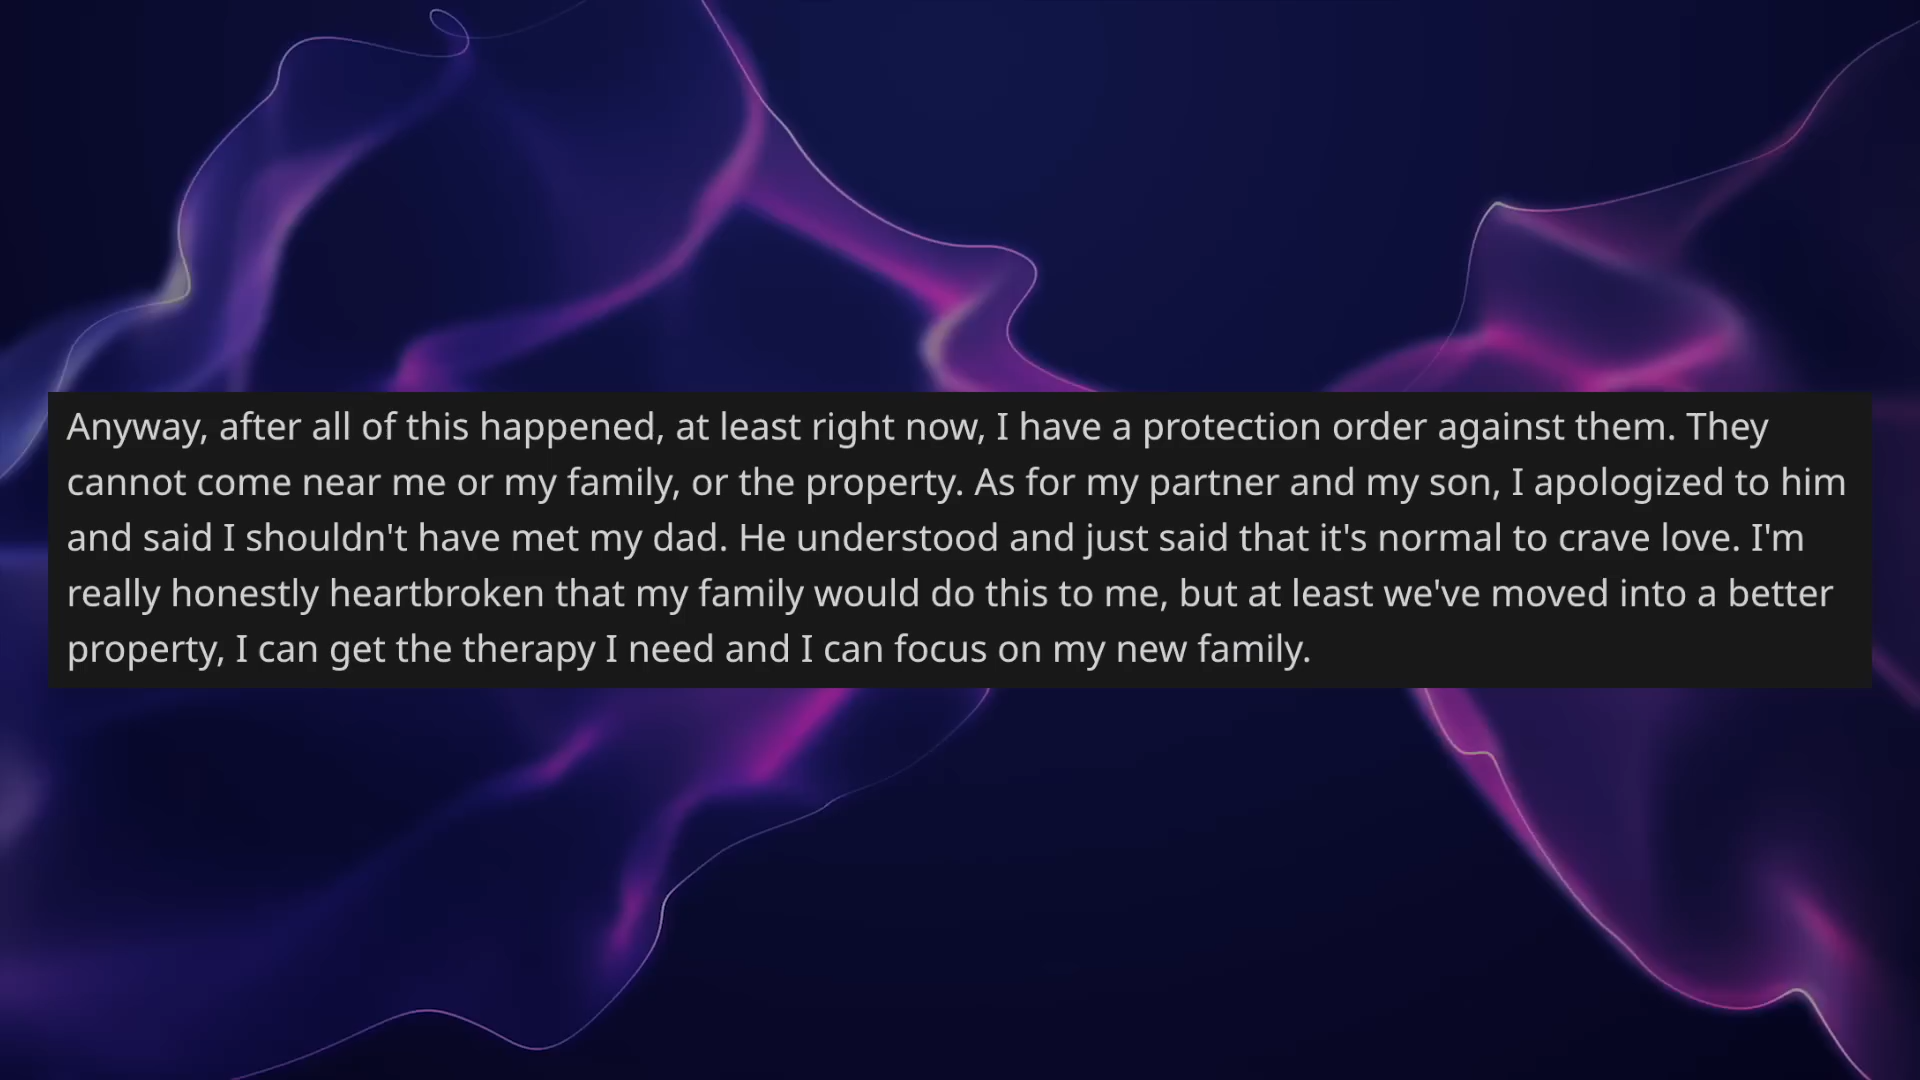 Anyway, after all of this happened, at least right now, I have a protection order against them. They
cannot come near me or my family, or the property. As for my partner and my son, I apologized to him
and said I shouldn't have met my dad. He understood and just said that it's normal to crave love. I'm
really honestly heartbroken that my family would do this to me, but at least we've moved into a better
property, I can get the therapy I need and I can focus on my new family.